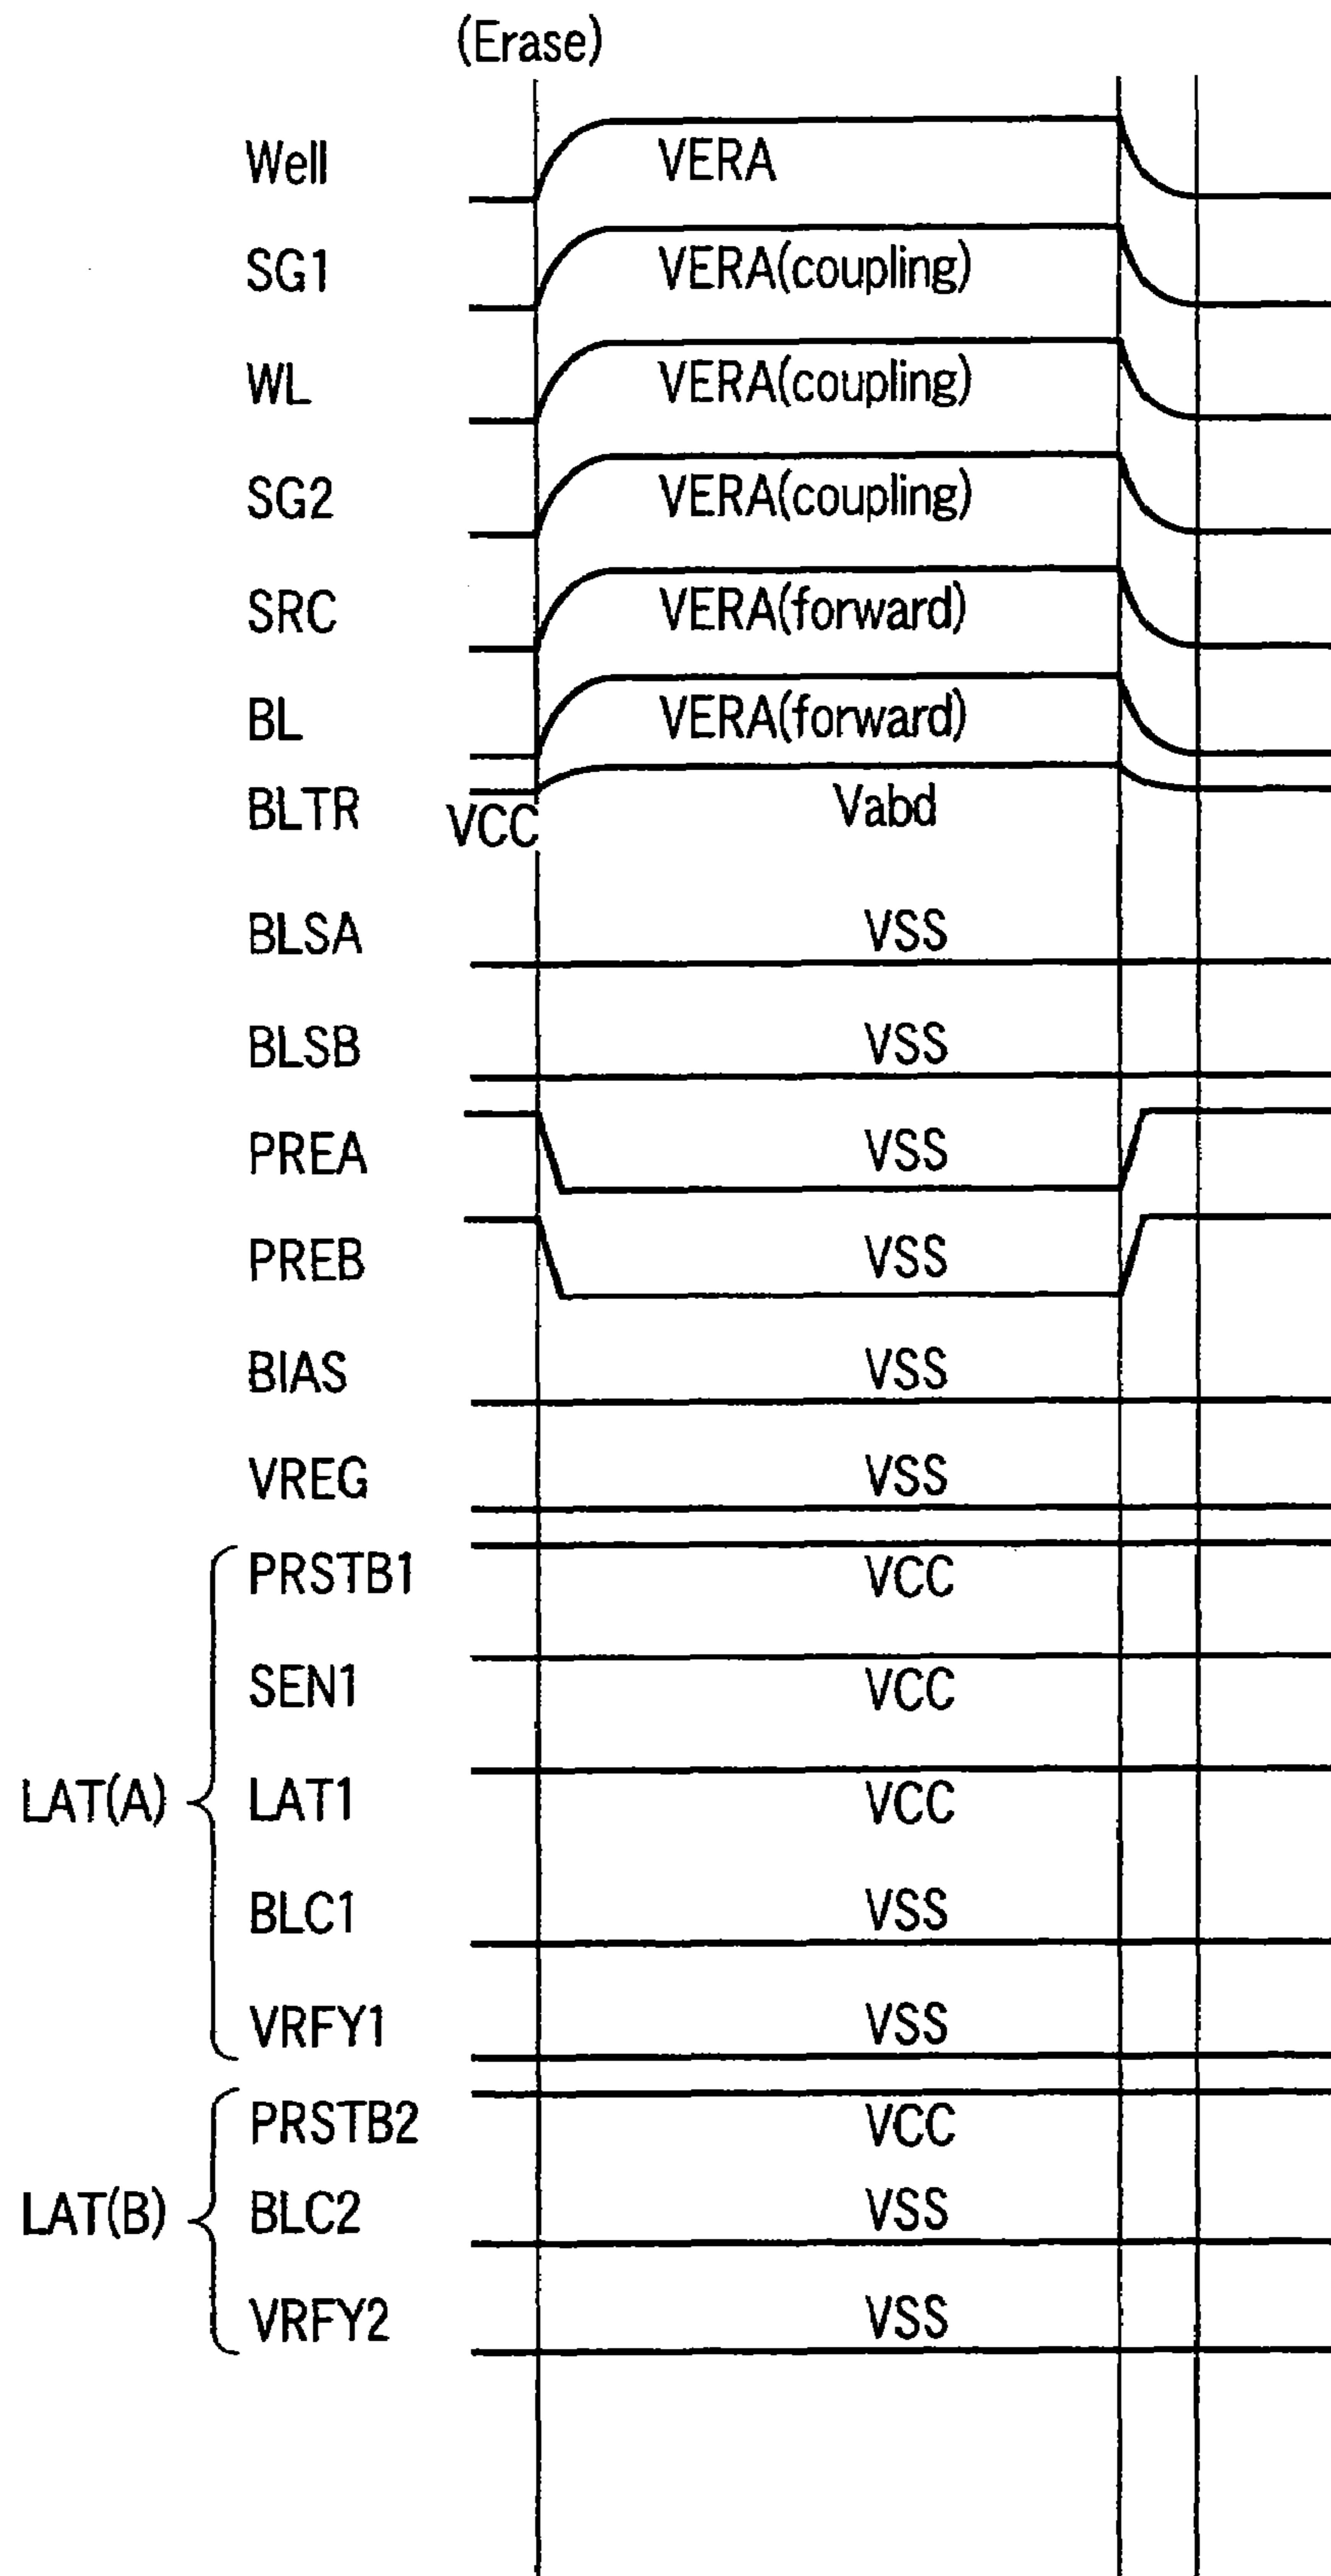 (Erase)
Well VERA
SG1 VERA(coupling)
WL VERA(coupling)
SG2 VERA(coupling)
SRC VERA(forward)
BL VERA(forward)
BLTR VCC Vabd
BLSA VSS
BLSB VSS
PREA VSS
PREB VSS
BIAS VSS
VREG VSS
PRSTB1 VCC
SEN1 VCC
LAT(A) LAT1 VCC
BLC1 VSS
VRFY1 VSS
PRSTB2 VCC
LAT(B) BLC2 VSS
VRFY2 VSS